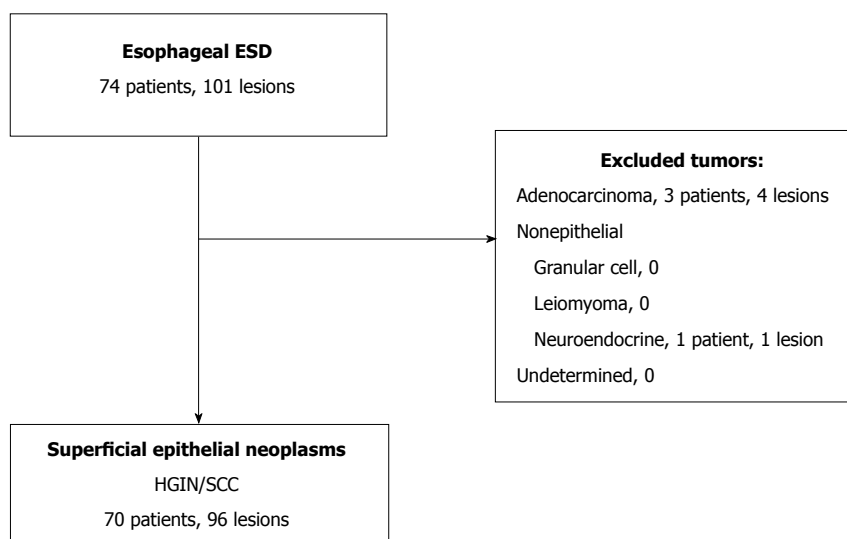 Esophageal ESD
74 patients, 101 lesions
Excluded tumors:
Adenocarcinoma, 3 patients, 4 lesions
Nonepithelial
Granular cell, 0
Leiomyoma, 0
Neuroendocrine, 1 patient, 1 lesion
Undetermined, 0
Superficial epithelial neoplasms
HGIN/SCC
70 patients, 96 lesions